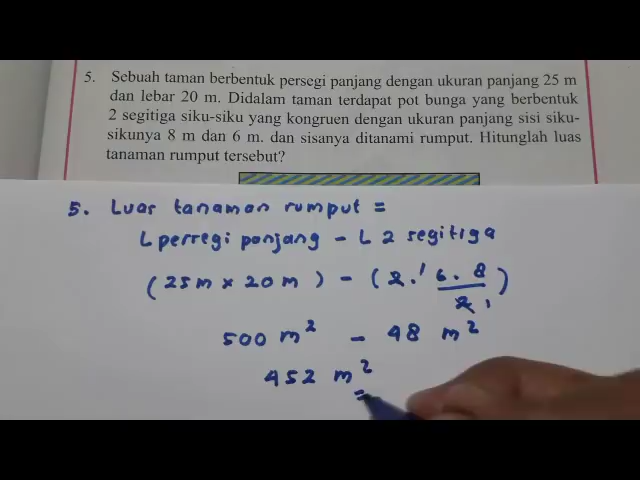 5. Sebuah taman berbentuk persegi panjang dengan ukuran panjang 25 m
dan lebar 20 m. Didalam taman terdapat pot bunga yang berbentuk
2 segitiga siku-siku yang kongruen dengan ukuran panjang sisi siku-
sikunya 8 m dan 6 m. dan sisanya ditanami rumput. Hitunglah luas
tanaman rumput tersebut?
5. Luas tanaman rumput =
L persegi panjang - L 2 segitiga
(25 m x 20 m) - (2. 1 6. 8 / 2 1)
500 m² - 48 m²
452 m²